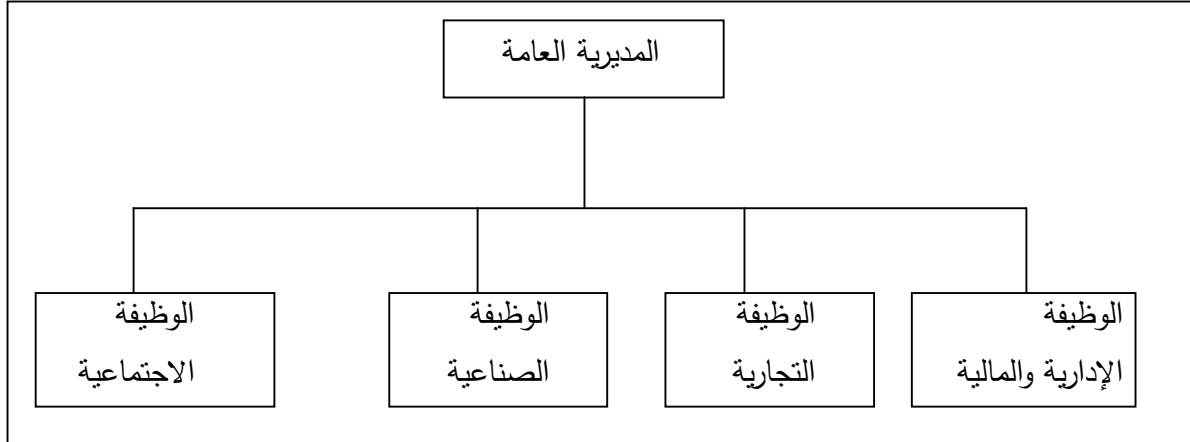 المديرية العامة
الوظيفة
الإدارية والمالية
الوظيفة
التجارية
الوظيفة
الصناعية
الوظيفة
الاجتماعية